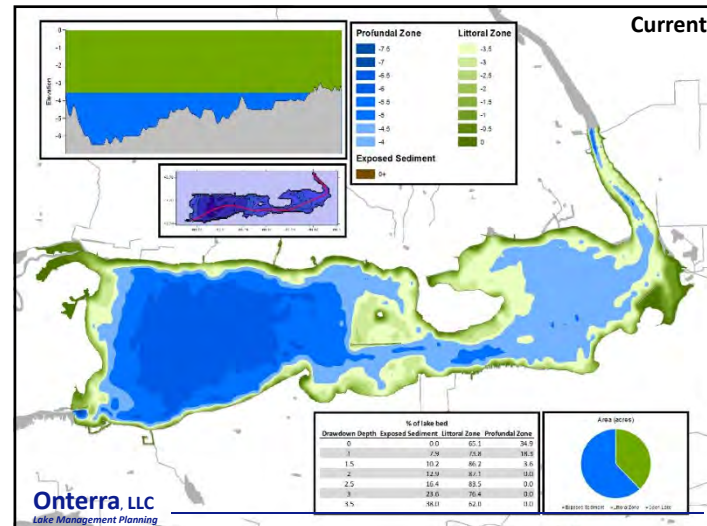 Current
Elevation
0
-1
-2
-3
-4
-5
-6
Profundal Zone
-7.5
-7
-6.5
-6
-5.5
-5
-4.5
-4
Exposed Sediment
0+
Littoral Zone
-3.5
-3
-2.5
-2
-1.5
-1
-0.5
0
% of lake bed
Drawdown Depth Exposed Sediment Littoral Zone Profundal Zone
0 0.0 65.1 34.9
1 7.9 73.8 18.3
1.5 10.2 86.2 3.6
2 12.9 87.1 0.0
2.5 16.4 83.5 0.0
3 23.6 76.4 0.0
3.5 38.0 62.0 0.0
Area (acres)
Onterra, LLC
Lake Management Planning